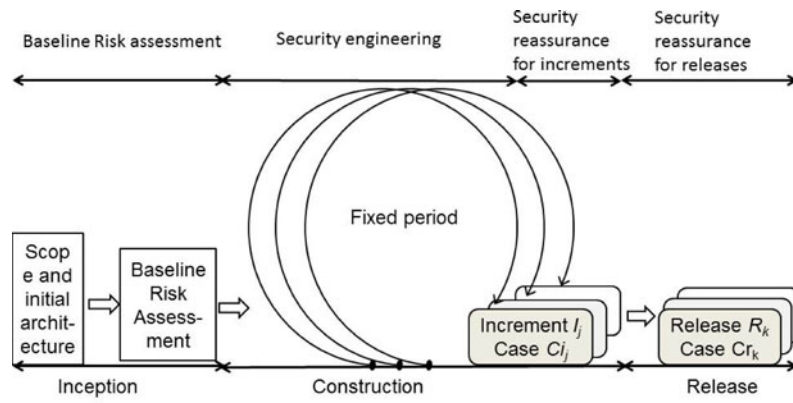 Baseline Risk assessment
Security engineering
Security
reassurance
for increments
Security
reassurance
for releases
Fixed period
Scop
e and
initial
archit-
ecture
Baseline
Risk
Assess-
ment
Increment Ij
Case Cij
Release Rk
Case Crk
Inception
Construction
Release